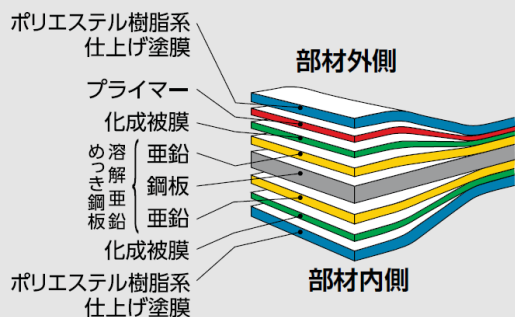 ポリエステル樹脂系
仕上げ塗膜
部材外側
プライマー
化成被膜
亜鉛
溶解亜鉛
めっき鋼板
鋼板
亜鉛
化成被膜
ポリエステル樹脂系
仕上げ塗膜
部材内側